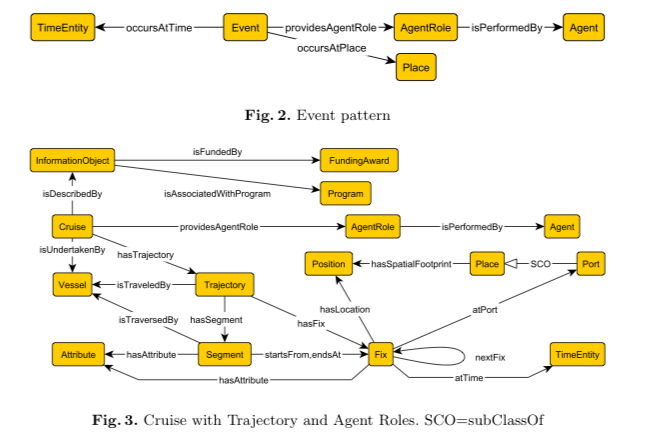 TimeEntity occursAtTime Event providesAgentRole AgentRole isPerformedBy Agent
occursAtPlace
Place
Fig. 2. Event pattern
isFundedBy
InformationObject FundingAward
isDescribedBy isAssociatedWithProgram Program
Cruise providesAgentRole AgentRole isPerformedBy Agent
isUndertakenBy hasTrajectory
Position hasSpatialFootprint Place SCO Port
Vessel isTraveledBy Trajectory
isTraversedBy hasSegment hasFix hasLocation atPort
Attribute hasAttribute Segment startsFrom,endsAt Fix nextFix TimeEntity
hasAttribute atTime
Fig. 3. Cruise with Trajectory and Agent Roles. SCO=subClassOf